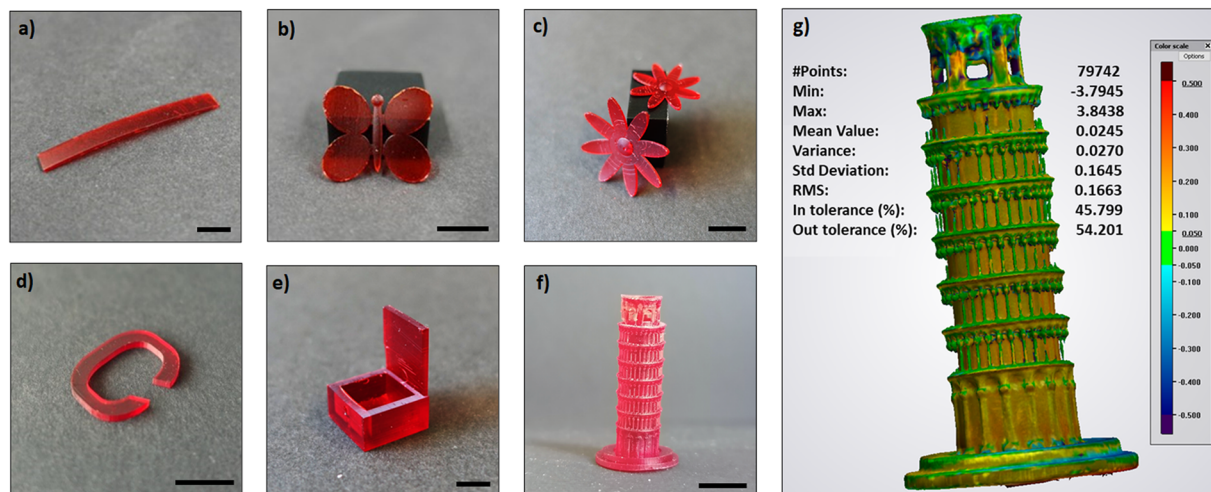 a)
b)
c)
d)
e)
f)
g)
#Points: 79742
Min: -3.7945
Max: 3.8438
Mean Value: 0.0245
Variance: 0.0270
Std Deviation: 0.1645
RMS: 0.1663
In tolerance (%): 45.799
Out tolerance (%): 54.201
Color scale X
Options
0.500
0.400
0.300
0.200
0.100
0.050
0.000
-0.050
-0.100
-0.200
-0.300
-0.400
-0.500